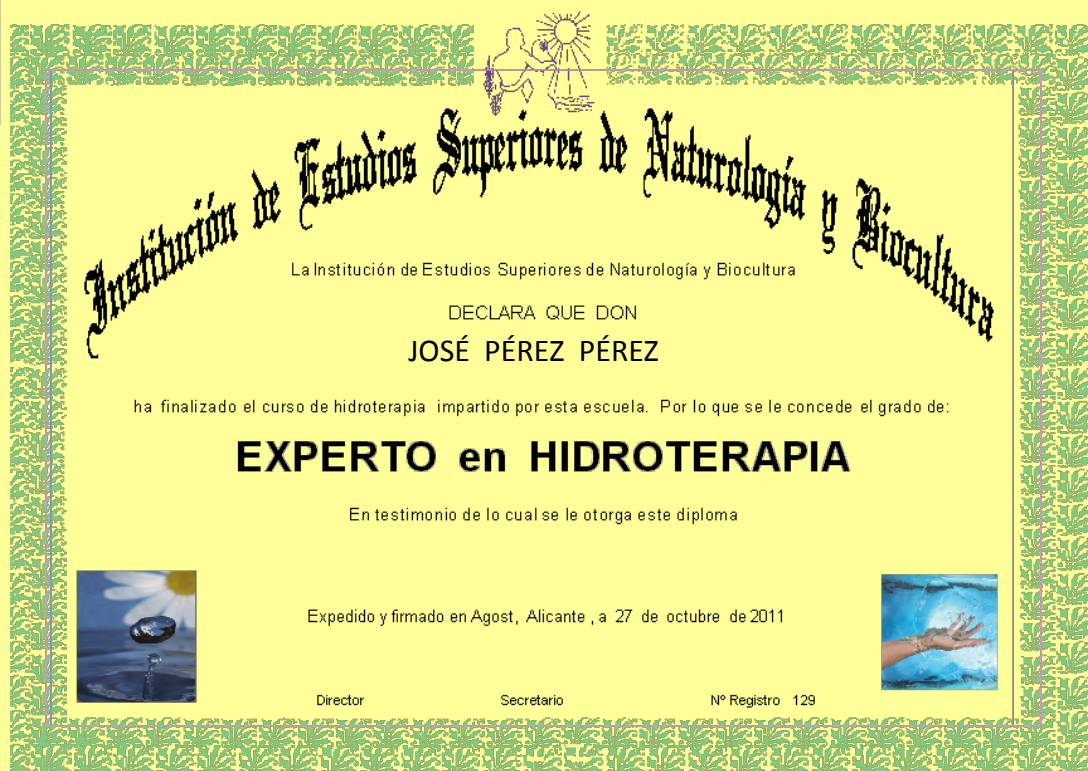 Institución de Estudios Superiores de Naturología y Biocultura
La Institución de Estudios Superiores de Naturología y Biocultura
DECLARA QUE DON
JOSÉ PÉREZ PÉREZ
ha finalizado el curso de hidroterapia impartido por esta escuela. Por lo que se le concede el grado de:
EXPERTO en HIDROTERAPIA
En testimonio de lo cual se le otorga este diploma
Expedido y firmado en Agost, Alicante , a 27 de octubre de 2011
Director Secretario Nº Registro 129